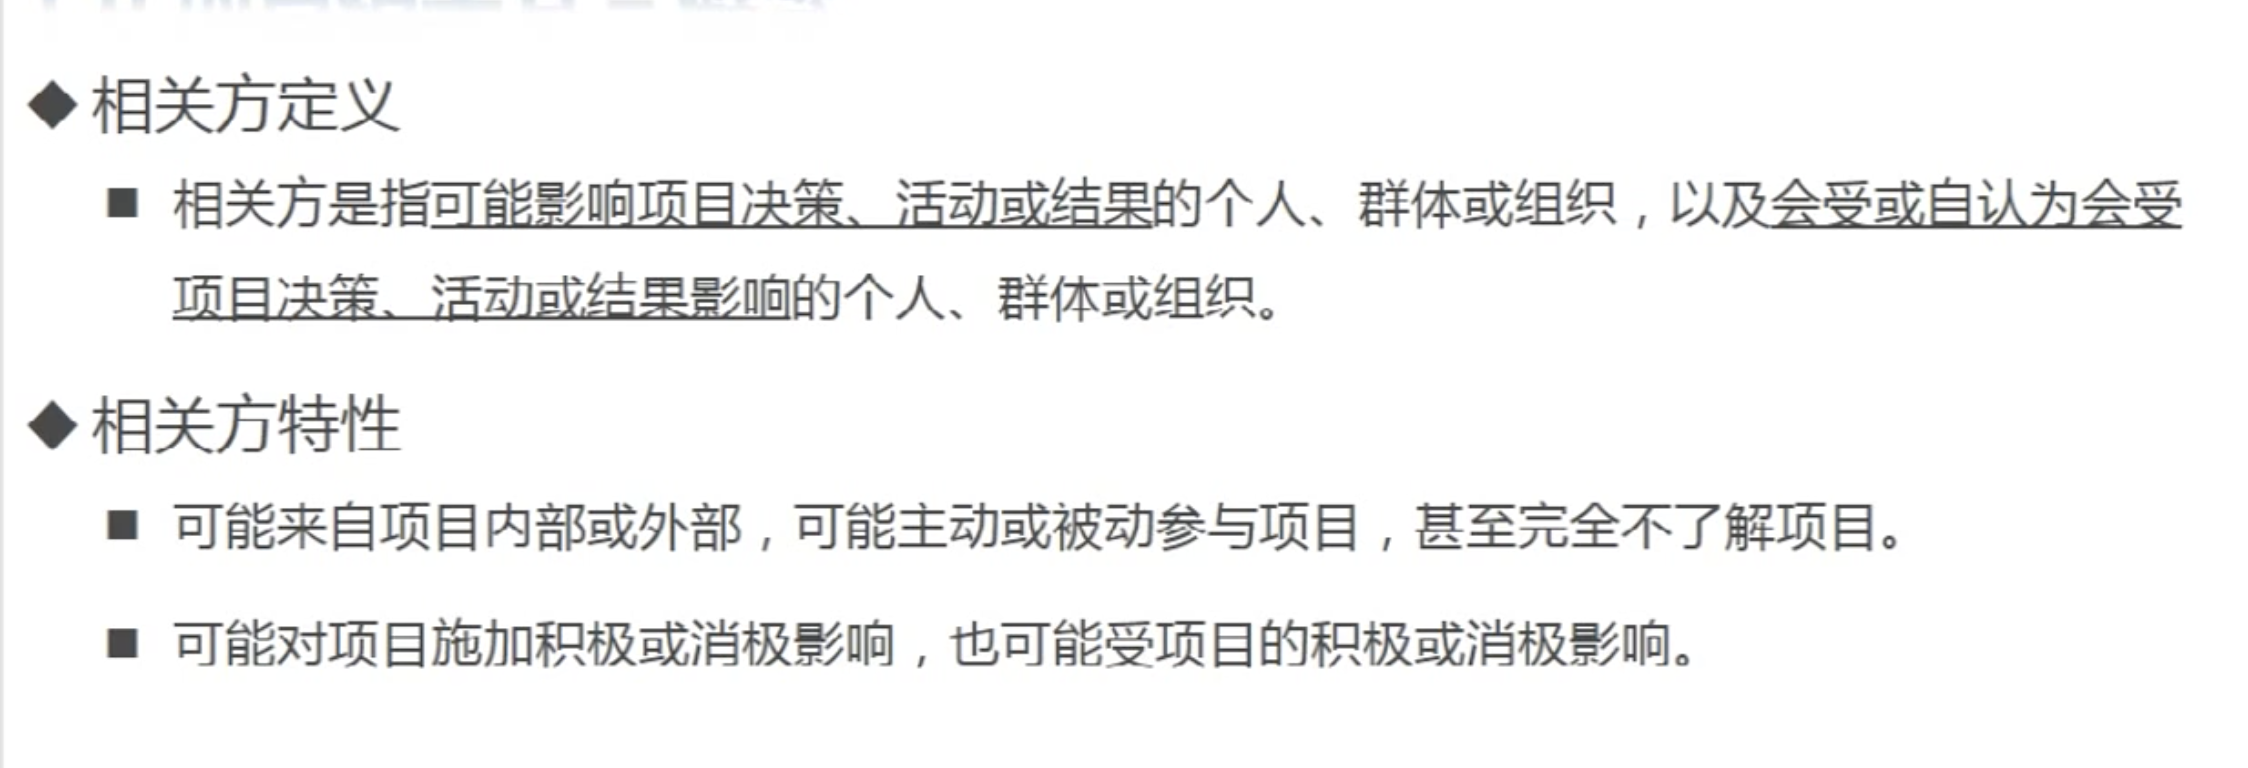 ◆ 相关方定义
■ 相关方是指可能影响项目决策、活动或结果的个人、群体或组织，以及会受或自认为会受
项目决策、活动或结果影响的个人、群体或组织。
◆ 相关方特性
■ 可能来自项目内部或外部，可能主动或被动参与项目，甚至完全不了解项目。
■ 可能对项目施加积极或消极影响，也可能受项目的积极或消极影响。